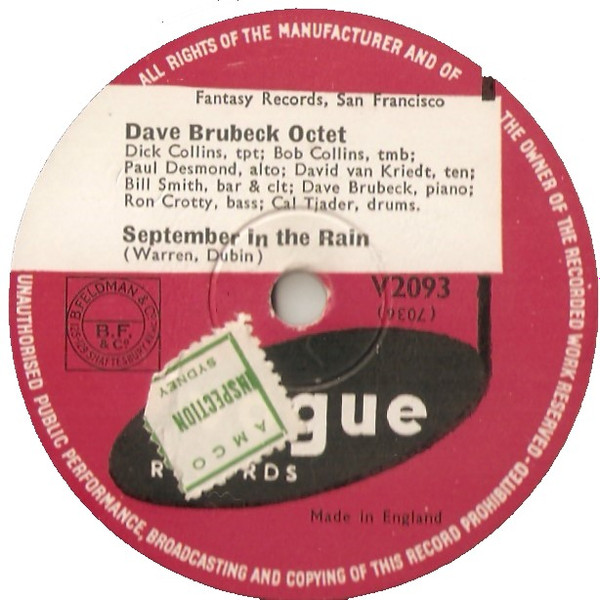 ALL RIGHTS OF THE MANUFACTURER AND OF
THE OWNER OF THE RECORDED WORK RESERVED -
UNAUTHORISED PUBLIC PERFORMANCE, BROADCASTING AND COPYING OF THIS RECORD PROHIBITED -
Fantasy Records, San Francisco
Dave Brubeck Octet
Dick Collins, tpt; Bob Collins, tmb;
Paul Desmond, alto; David van Kriedt, ten;
Bill Smith, bar & clt; Dave Brubeck, piano;
Ron Crotty, bass; Cal Tjader, drums.
September in the Rain
(Warren, Dubin)
B. FELDMAN & Co
B.F.
& Co.
V2093
SYDNEY
INSPECTION
AMCO
gue
R RDS
Made in England